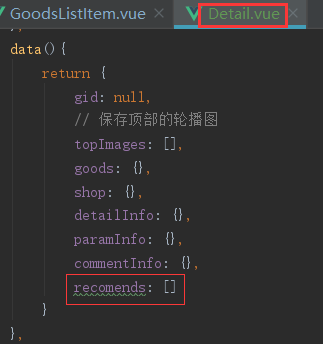 GoodsListItem.vue × Detail.vue ×
data(){
return {
gid: null,
// 保存顶部的轮播图
topImages: [],
goods: {},
shop: {},
detailInfo: {},
paramInfo: {},
commentInfo: {},
recomends: []
}
},